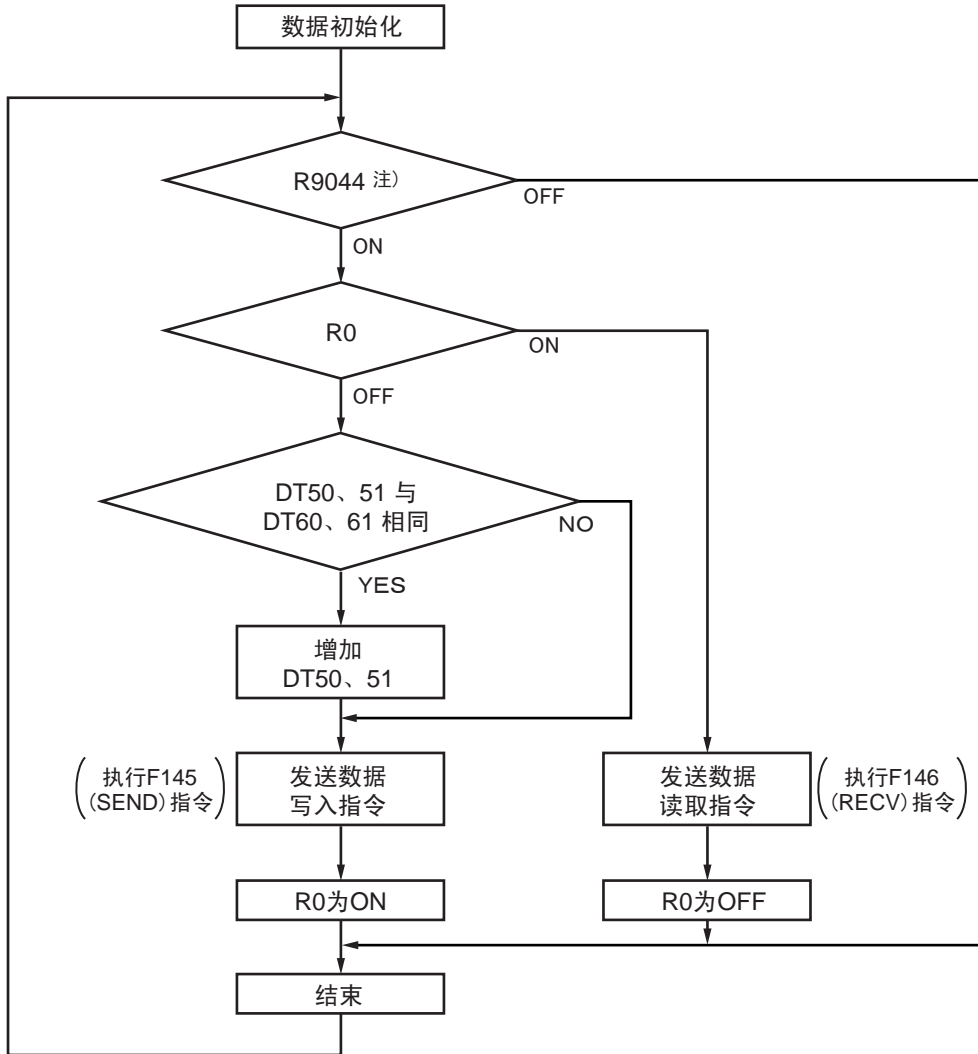 数据初始化
R9044 注）
OFF
ON
R0
ON
OFF
DT50、51 与
DT60、61 相同
NO
YES
增加
DT50、51
执行F145
（SEND）指令
发送数据
写入指令
发送数据
读取指令
执行F146
（RECV）指令
R0为ON
R0为OFF
结束